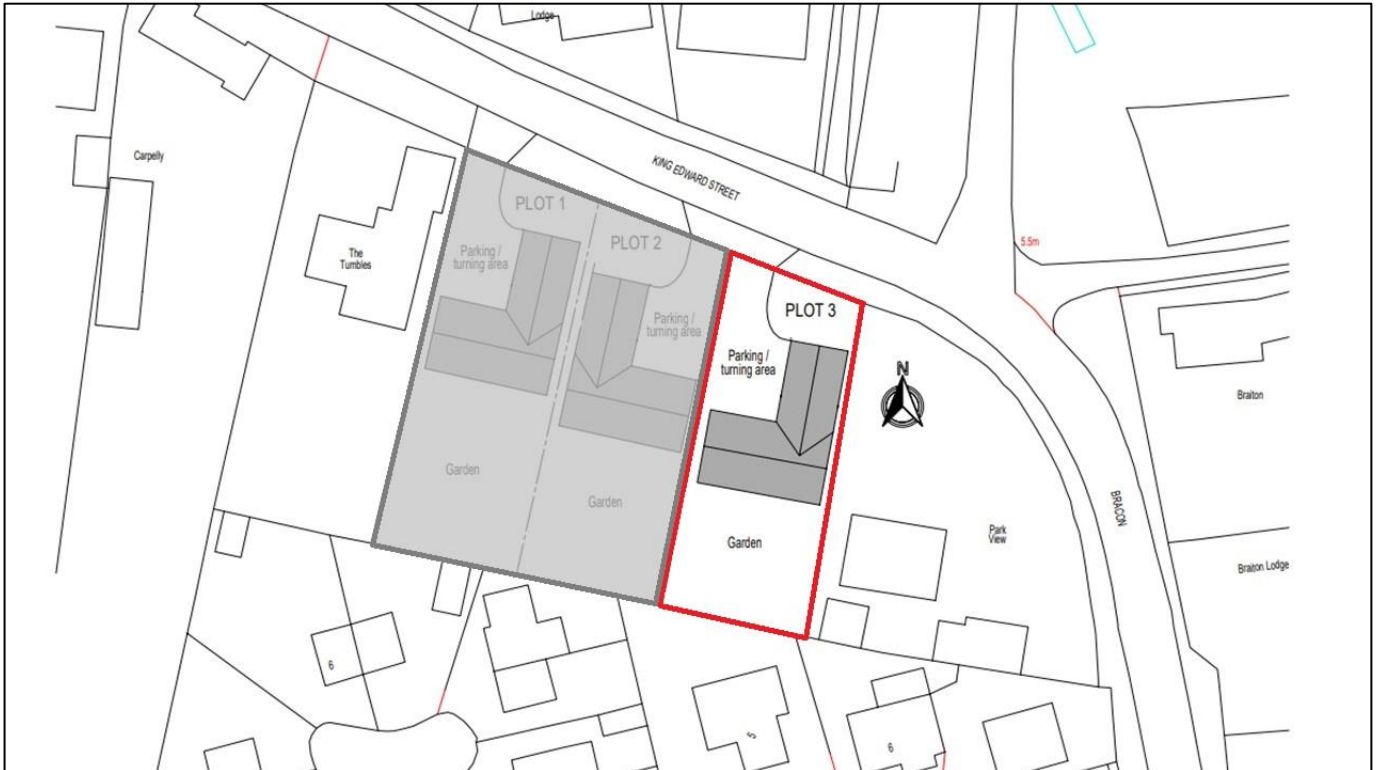 Lodge
Carpelly
KING EDWARD STREET
PLOT 1
PLOT 2
5.5m
The
Tumbles
Parking /
turning area
Parking /
turning area
PLOT 3
Parking /
turning area
N
Braiton
Garden
Garden
Garden
BRACON
Park
View
Braiton Lodge
6
5
6